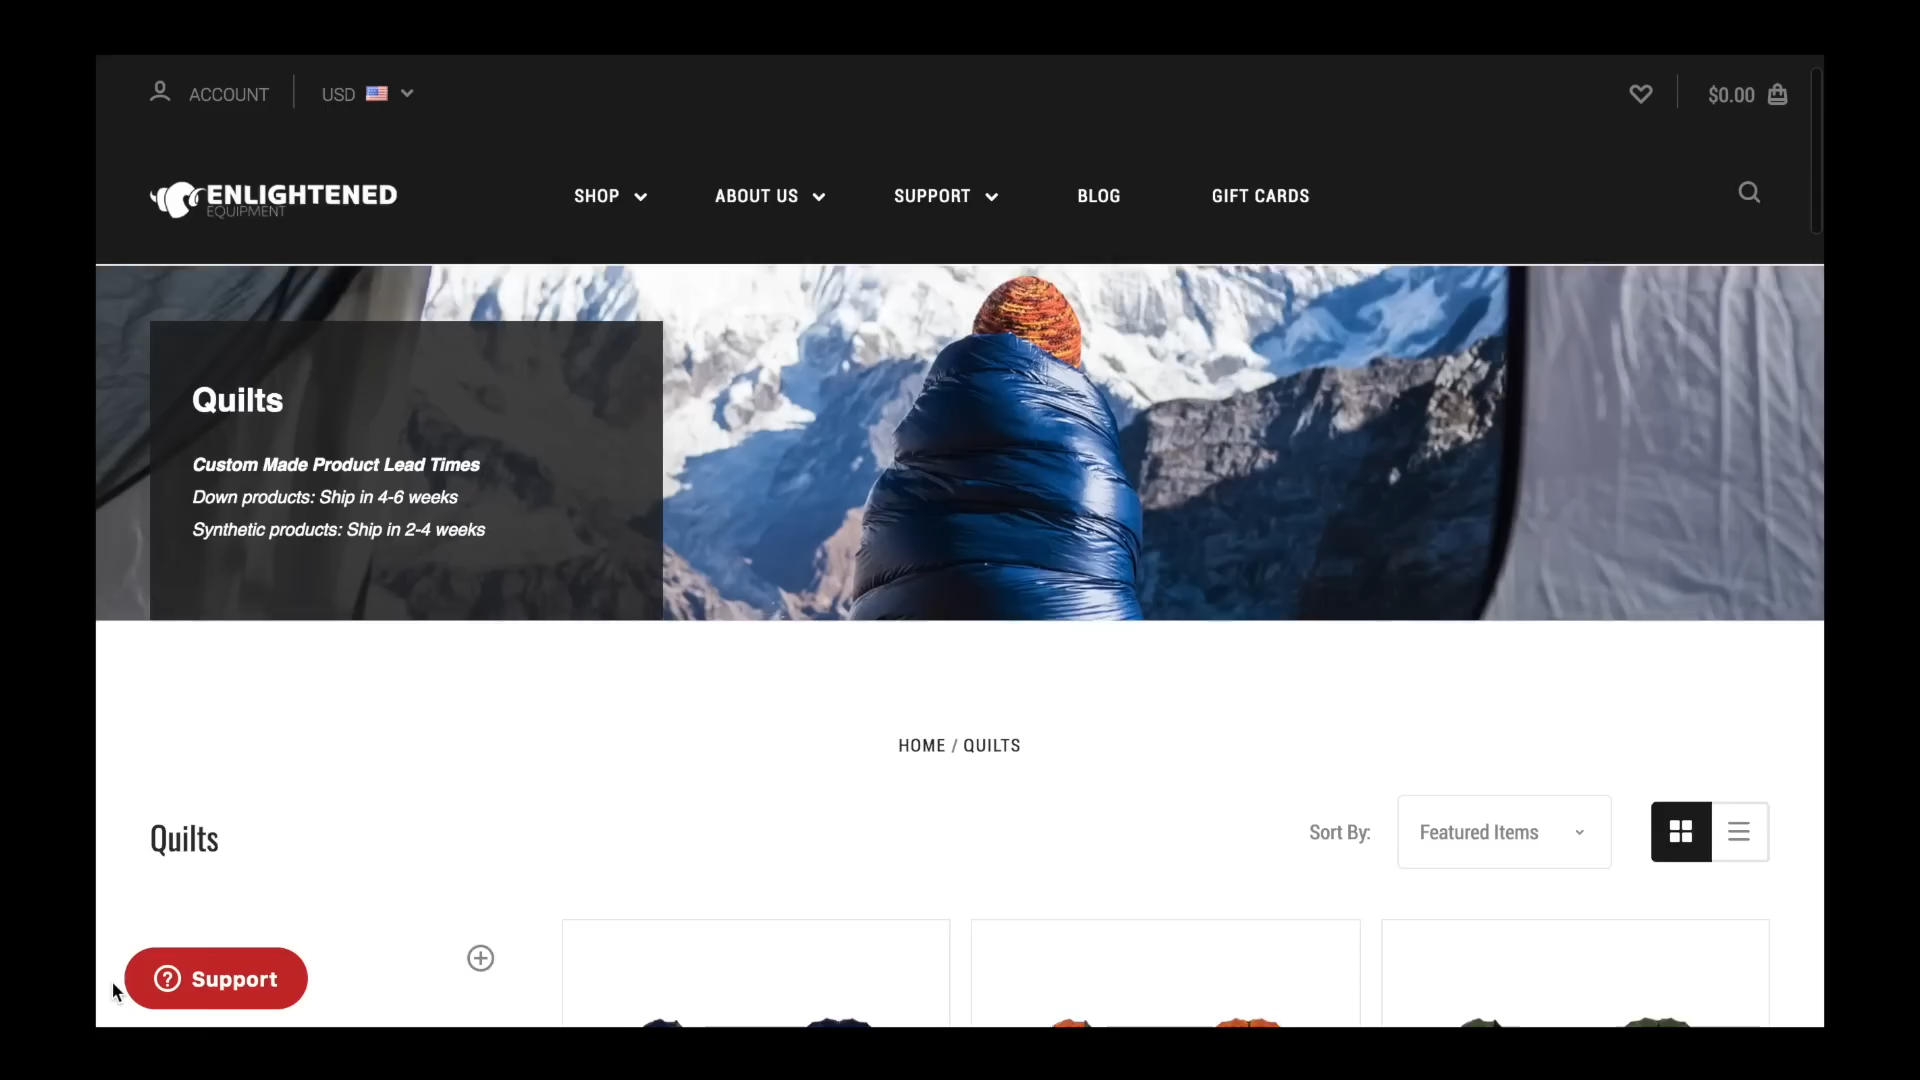 ACCOUNT
USD
$0.00
ENLIGHTENED
EQUIPMENT
SHOP
ABOUT US
SUPPORT
BLOG
GIFT CARDS
Quilts
Custom Made Product Lead Times
Down products: Ship in 4-6 weeks
Synthetic products: Ship in 2-4 weeks
HOME / QUILTS
Quilts
Sort By:
Featured Items
Support